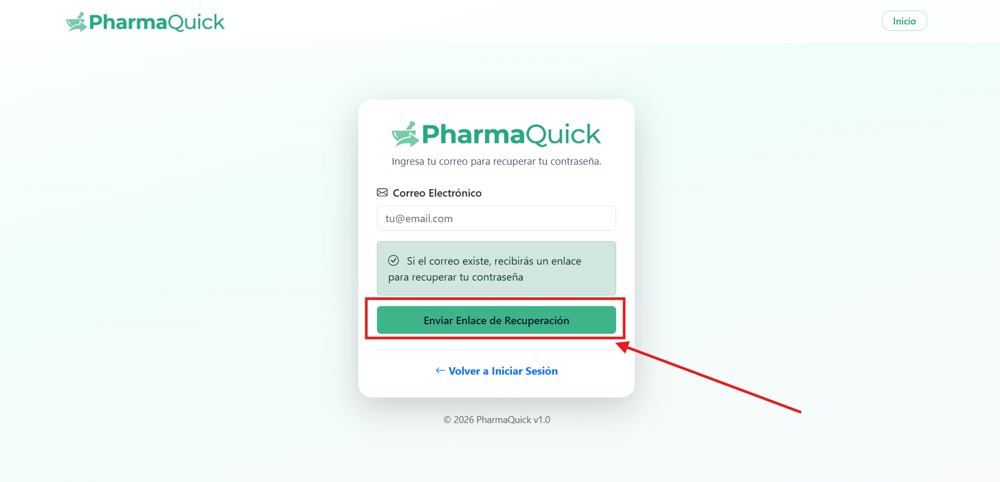 PharmaQuick
Inicio
PharmaQuick
Ingresa tu correo para recuperar tu contraseña.
Correo Electrónico
tu@email.com
Si el correo existe, recibirás un enlace
para recuperar tu contraseña
Enviar Enlace de Recuperación
Volver a Iniciar Sesión
© 2026 PharmaQuick v1.0